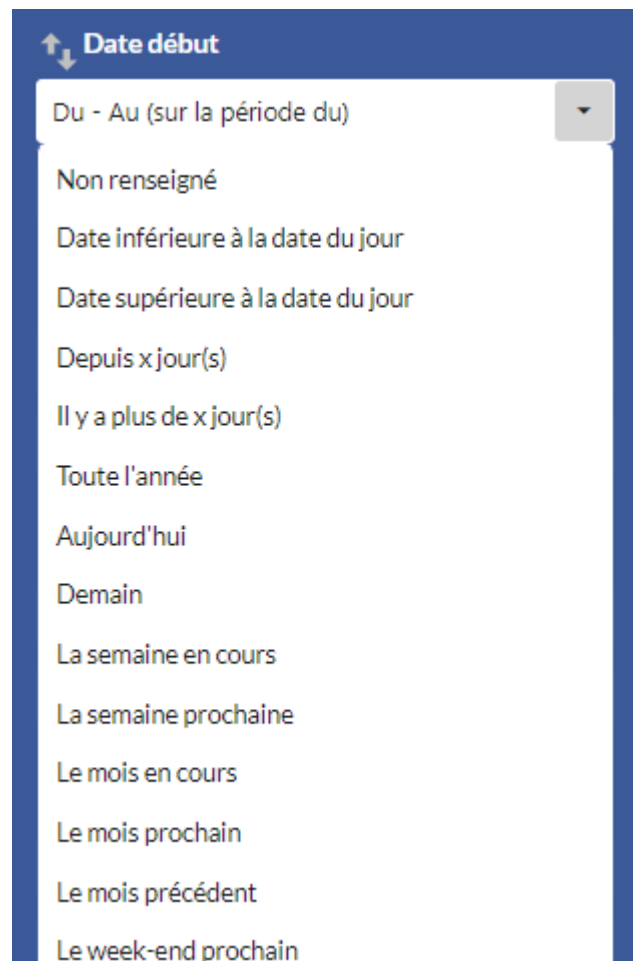 Date début
Du - Au (sur la période du)
Non renseigné
Date inférieure à la date du jour
Date supérieure à la date du jour
Depuis x jour(s)
Il y a plus de x jour(s)
Toute l'année
Aujourd'hui
Demain
La semaine en cours
La semaine prochaine
Le mois en cours
Le mois prochain
Le mois précédent
Le week-end prochain